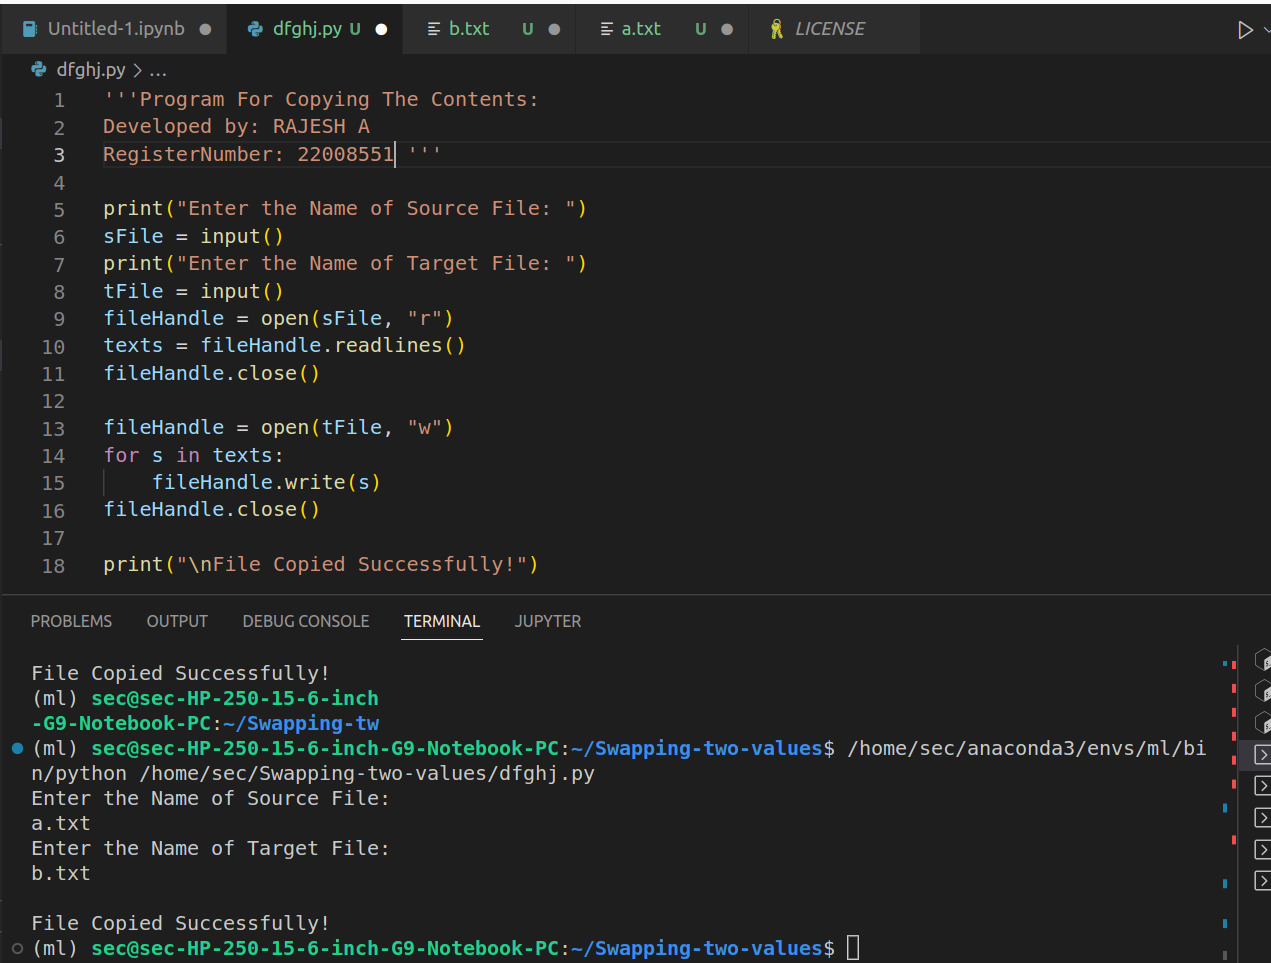 Untitled-1.ipynb dfghj.py U b.txt U a.txt U LICENSE
dfghj.py > ...
1 '''Program For Copying The Contents:
2 Developed by: RAJESH A
3 RegisterNumber: 22008551 '''
4
5 print("Enter the Name of Source File: ")
6 sFile = input()
7 print("Enter the Name of Target File: ")
8 tFile = input()
9 fileHandle = open(sFile, "r")
10 texts = fileHandle.readlines()
11 fileHandle.close()
12
13 fileHandle = open(tFile, "w")
14 for s in texts:
15     fileHandle.write(s)
16 fileHandle.close()
17
18 print("\nFile Copied Successfully!")
PROBLEMS OUTPUT DEBUG CONSOLE TERMINAL JUPYTER
File Copied Successfully!
(ml) sec@sec-HP-250-15-6-inch
-G9-Notebook-PC:~/Swapping-tw
(ml) sec@sec-HP-250-15-6-inch-G9-Notebook-PC:~/Swapping-two-values$ /home/sec/anaconda3/envs/ml/bi
n/python /home/sec/Swapping-two-values/dfghj.py
Enter the Name of Source File:
a.txt
Enter the Name of Target File:
b.txt
File Copied Successfully!
(ml) sec@sec-HP-250-15-6-inch-G9-Notebook-PC:~/Swapping-two-values$